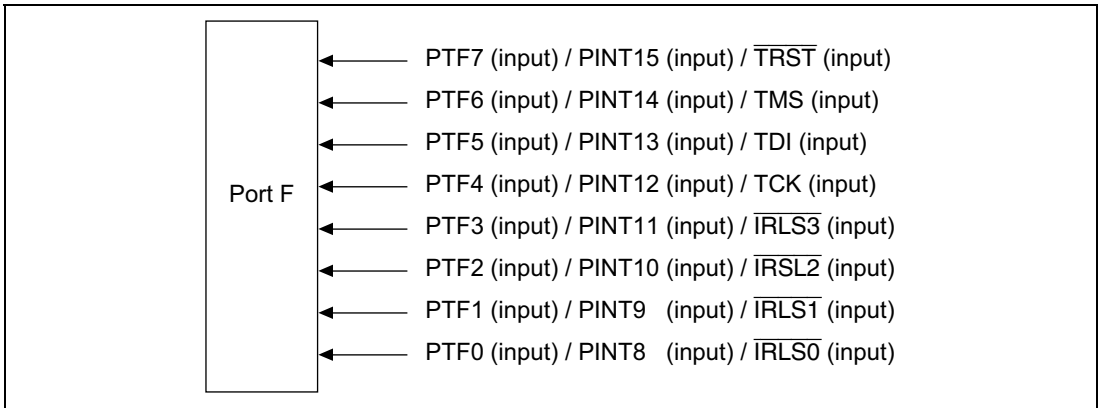 Port F
PTF7 (input) / PINT15 (input) / TRST (input)
PTF6 (input) / PINT14 (input) / TMS (input)
PTF5 (input) / PINT13 (input) / TDI (input)
PTF4 (input) / PINT12 (input) / TCK (input)
PTF3 (input) / PINT11 (input) / IRLS3 (input)
PTF2 (input) / PINT10 (input) / IRSL2 (input)
PTF1 (input) / PINT9 (input) / IRLS1 (input)
PTF0 (input) / PINT8 (input) / IRLS0 (input)